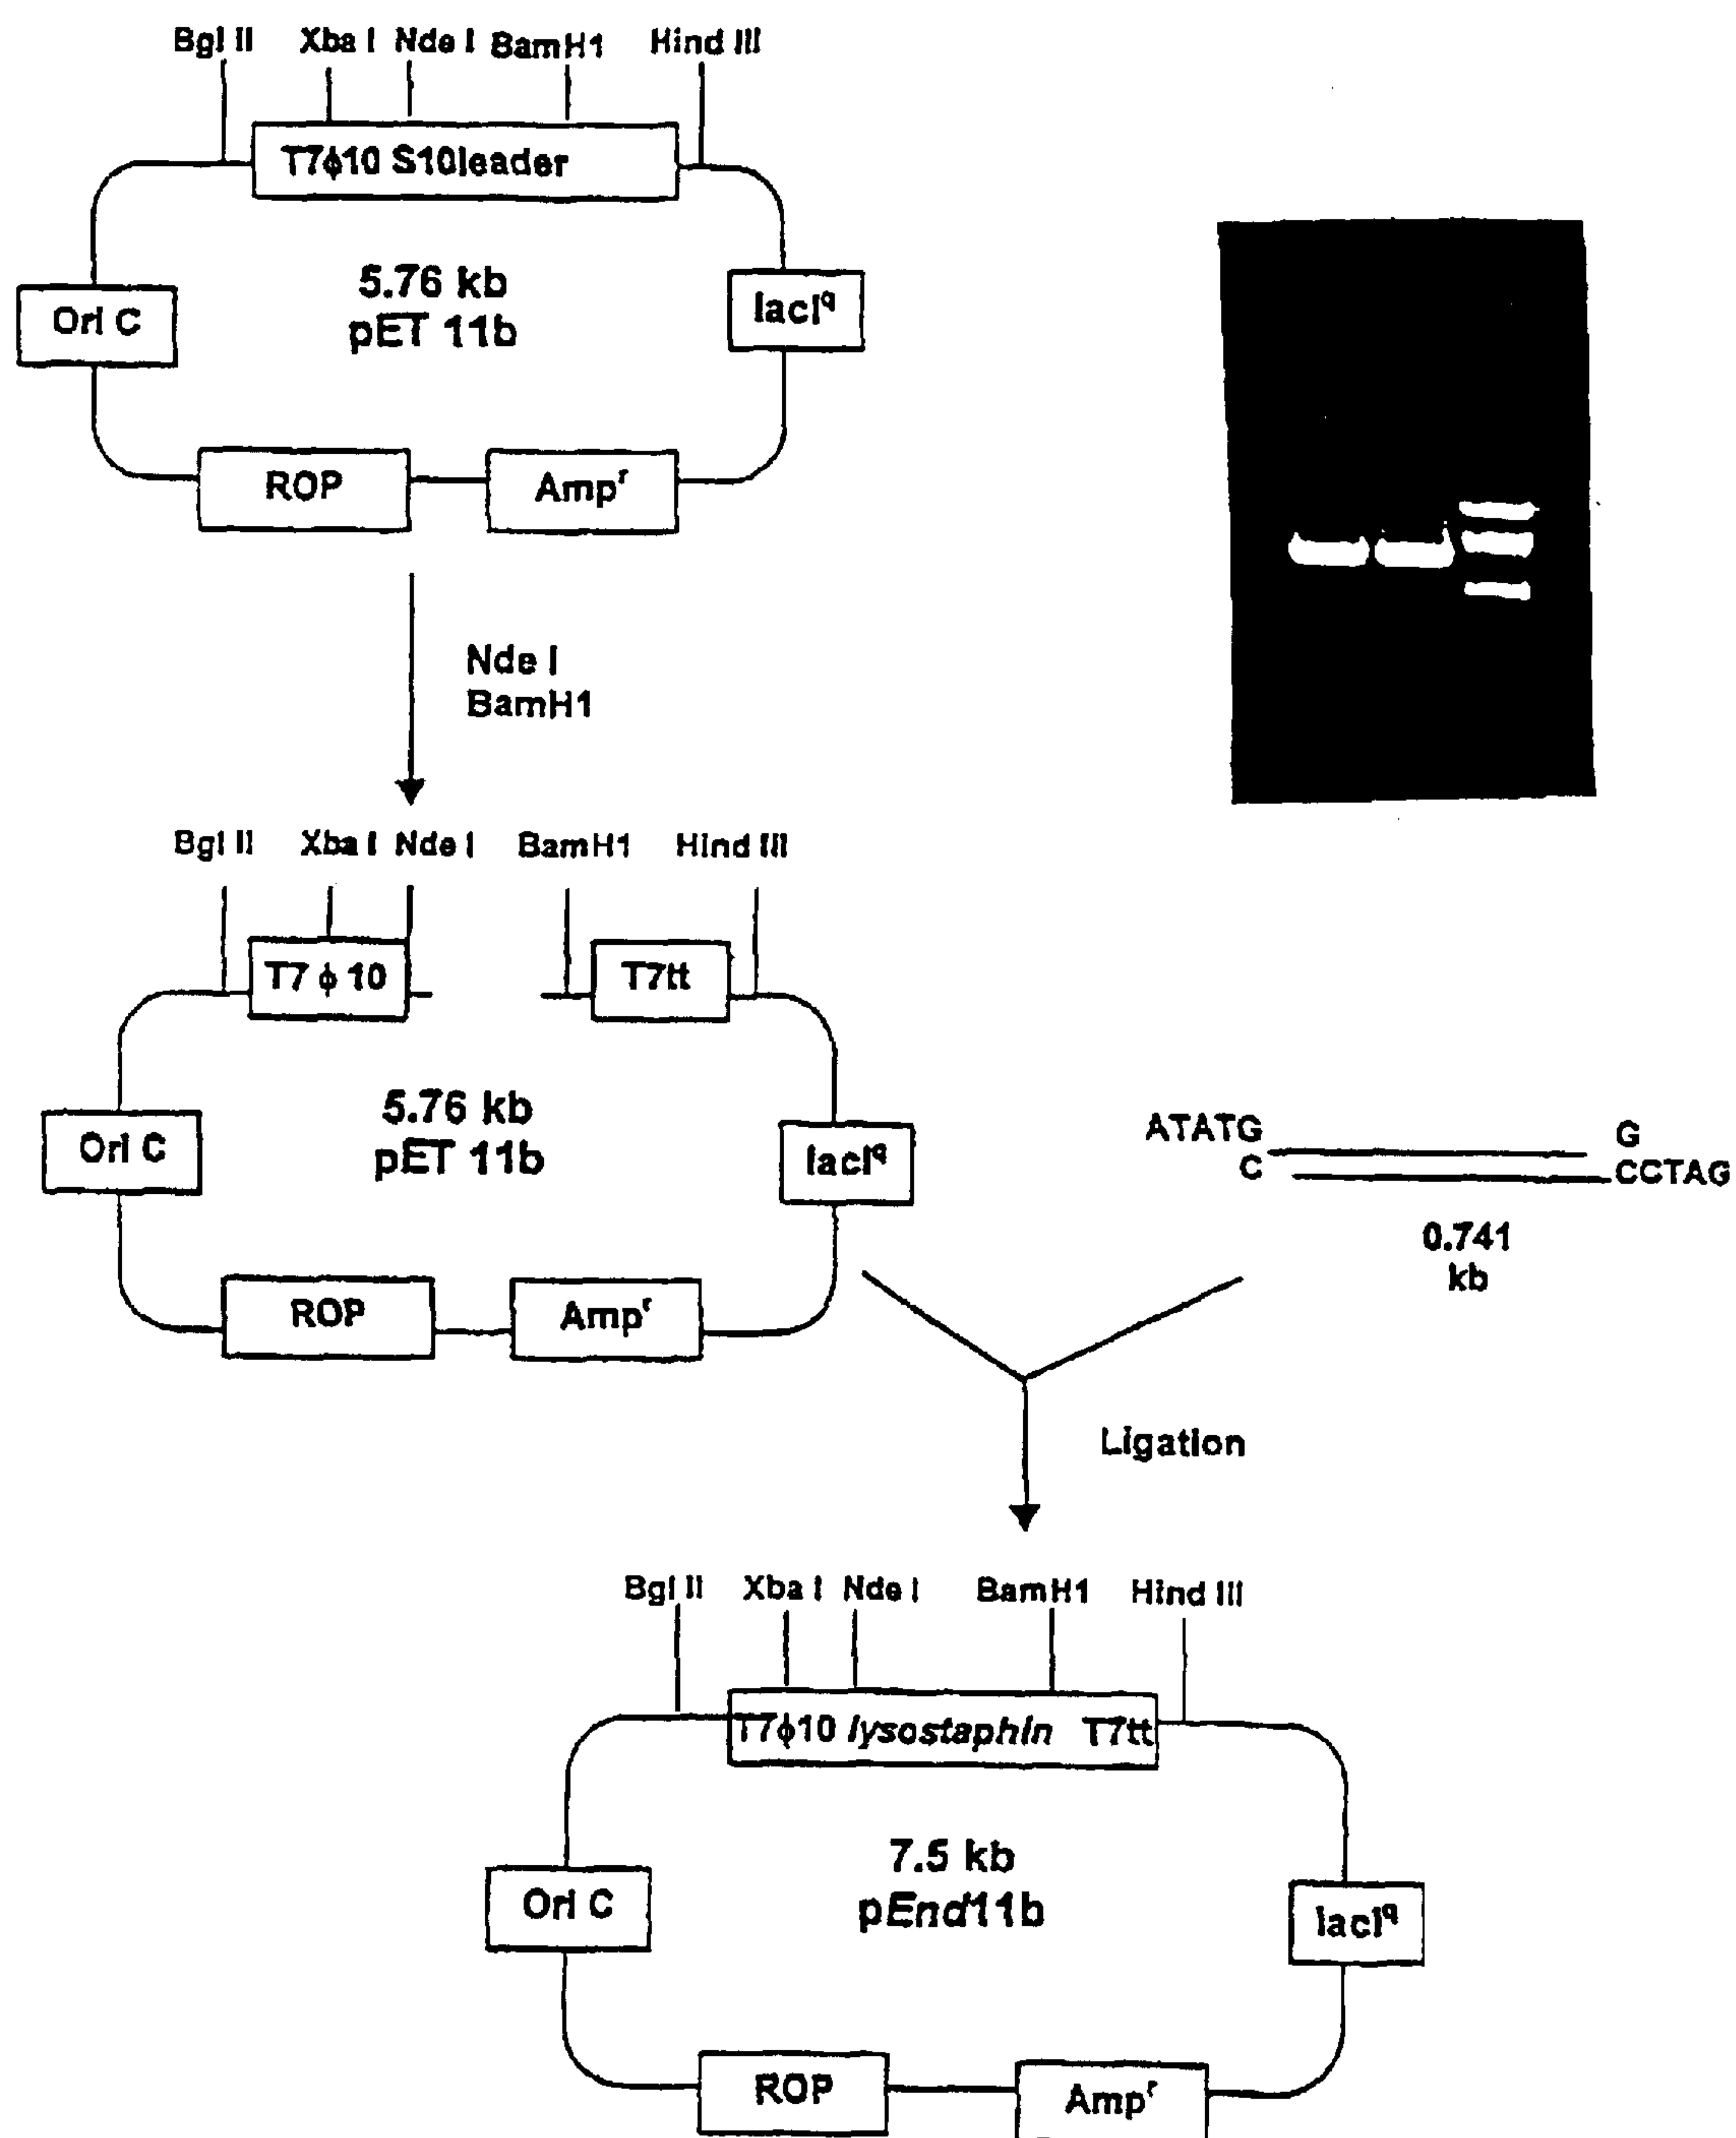 Bgl II Xba I Nde I BamH1 Hind III
T7ϕ10 S10leader
5.76 kb
pET 11b
Ori C
lacIq
ROP
Ampr
Nde I
BamH1
Bgl II Xba I Nde I BamH1 Hind III
T7 ϕ 10
T7tt
5.76 kb
pET 11b
Ori C
lacIq
ROP
Ampr
ATATG
C
G
CCTAG
0.741
kb
Ligation
Bgl II Xba I Nde I BamH1 Hind III
T7ϕ10 lysostaphin T7tt
7.5 kb
pEnd11b
Ori C
lacIq
ROP
Ampr